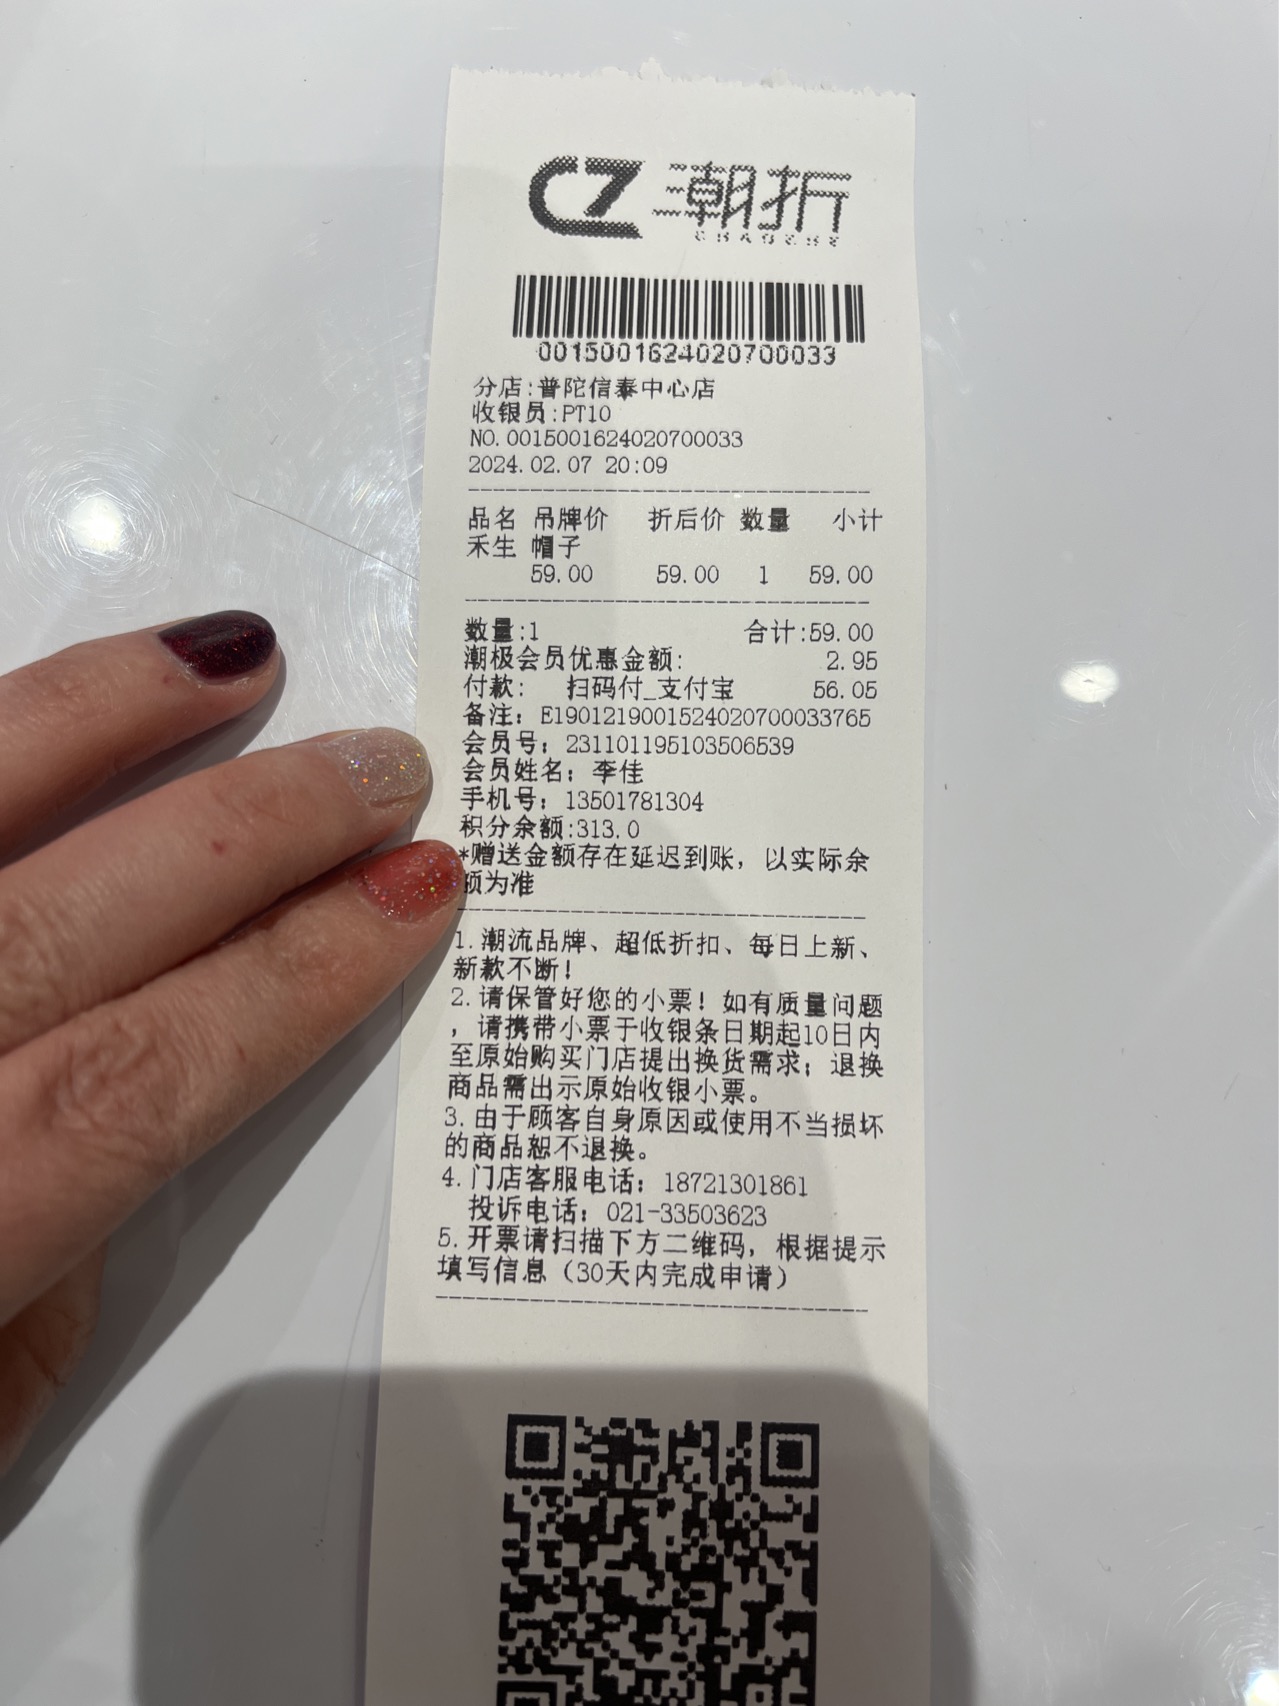 CZ 潮折
CHAOZHE
0015001624020700033
分店:普陀信泰中心店
收银员:PT10
NO.0015001624020700033
2024.02.07 20:09
品名 吊牌价 折后价 数量 小计
禾生 帽子
59.00 59.00 1 59.00
数量:1 合计:59.00
潮极会员优惠金额: 2.95
付款: 扫码付_支付宝 56.05
备注: E1901219001524020700033765
会员号: 231101195103506539
会员姓名: 李佳
手机号: 13501781304
积分余额:313.0
*赠送金额存在延迟到账，以实际余
额为准
1.潮流品牌、超低折扣、每日上新、
新款不断！
2.请保管好您的小票！如有质量问题
，请携带小票于收银条日期起10日内
至原始购买门店提出换货需求；退换
商品需出示原始收银小票。
3.由于顾客自身原因或使用不当损坏
的商品恕不退换。
4.门店客服电话：18721301861
投诉电话：021-33503623
5.开票请扫描下方二维码，根据提示
填写信息（30天内完成申请）